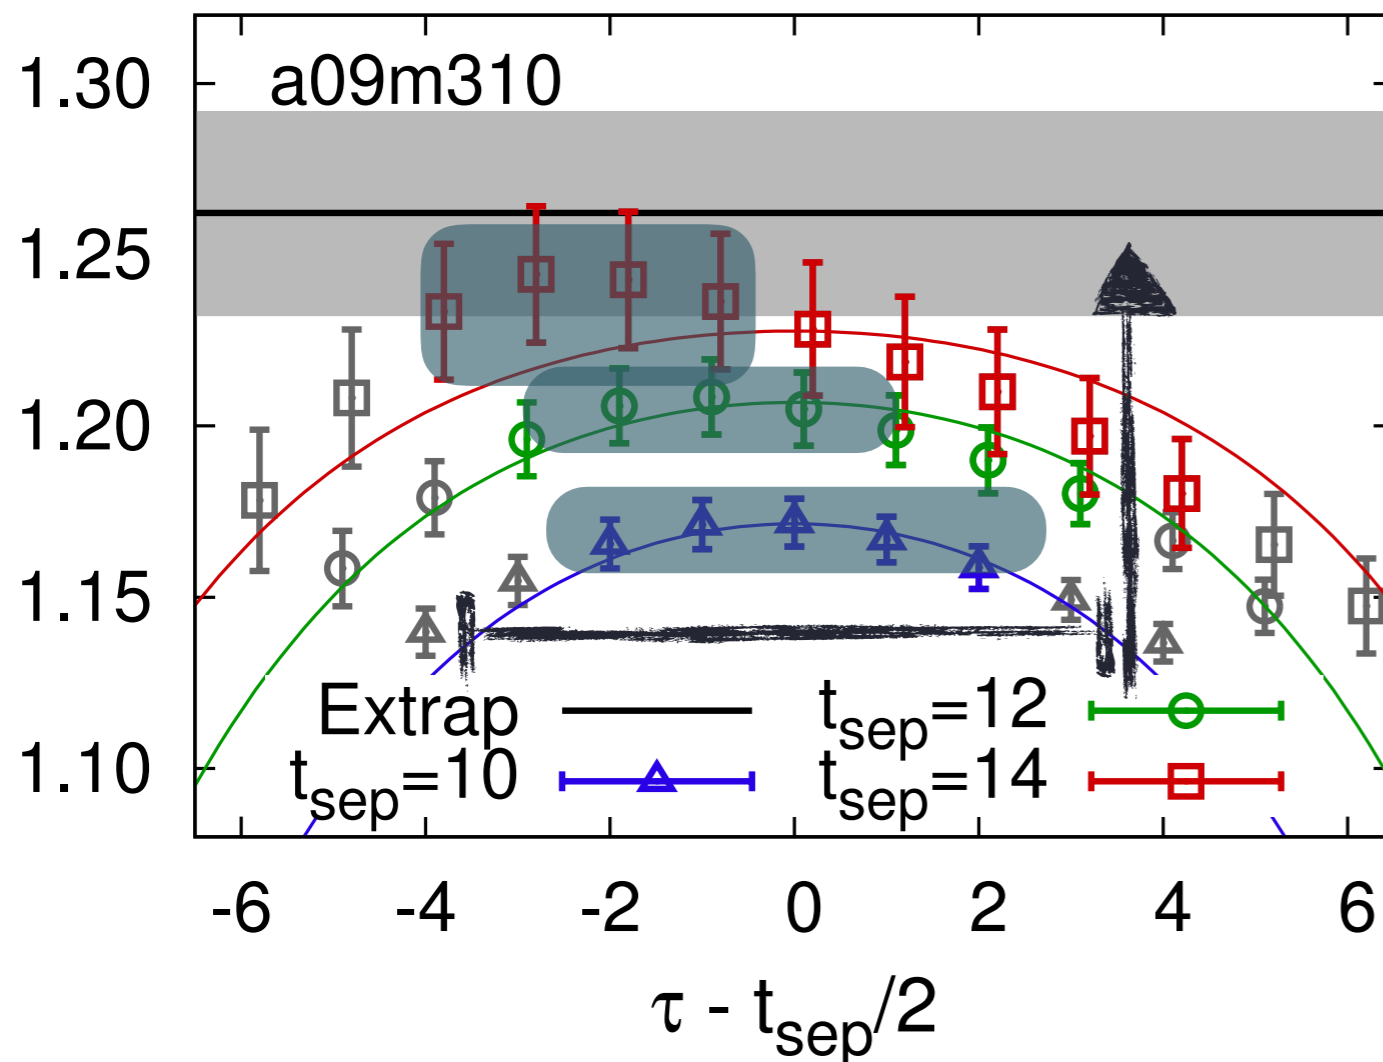 1.30
a09m310
1.25
1.20
1.15
1.10
Extrap
t_sep=12
t_sep=10
t_sep=14
-6 -4 -2 0 2 4 6
τ - t_sep/2